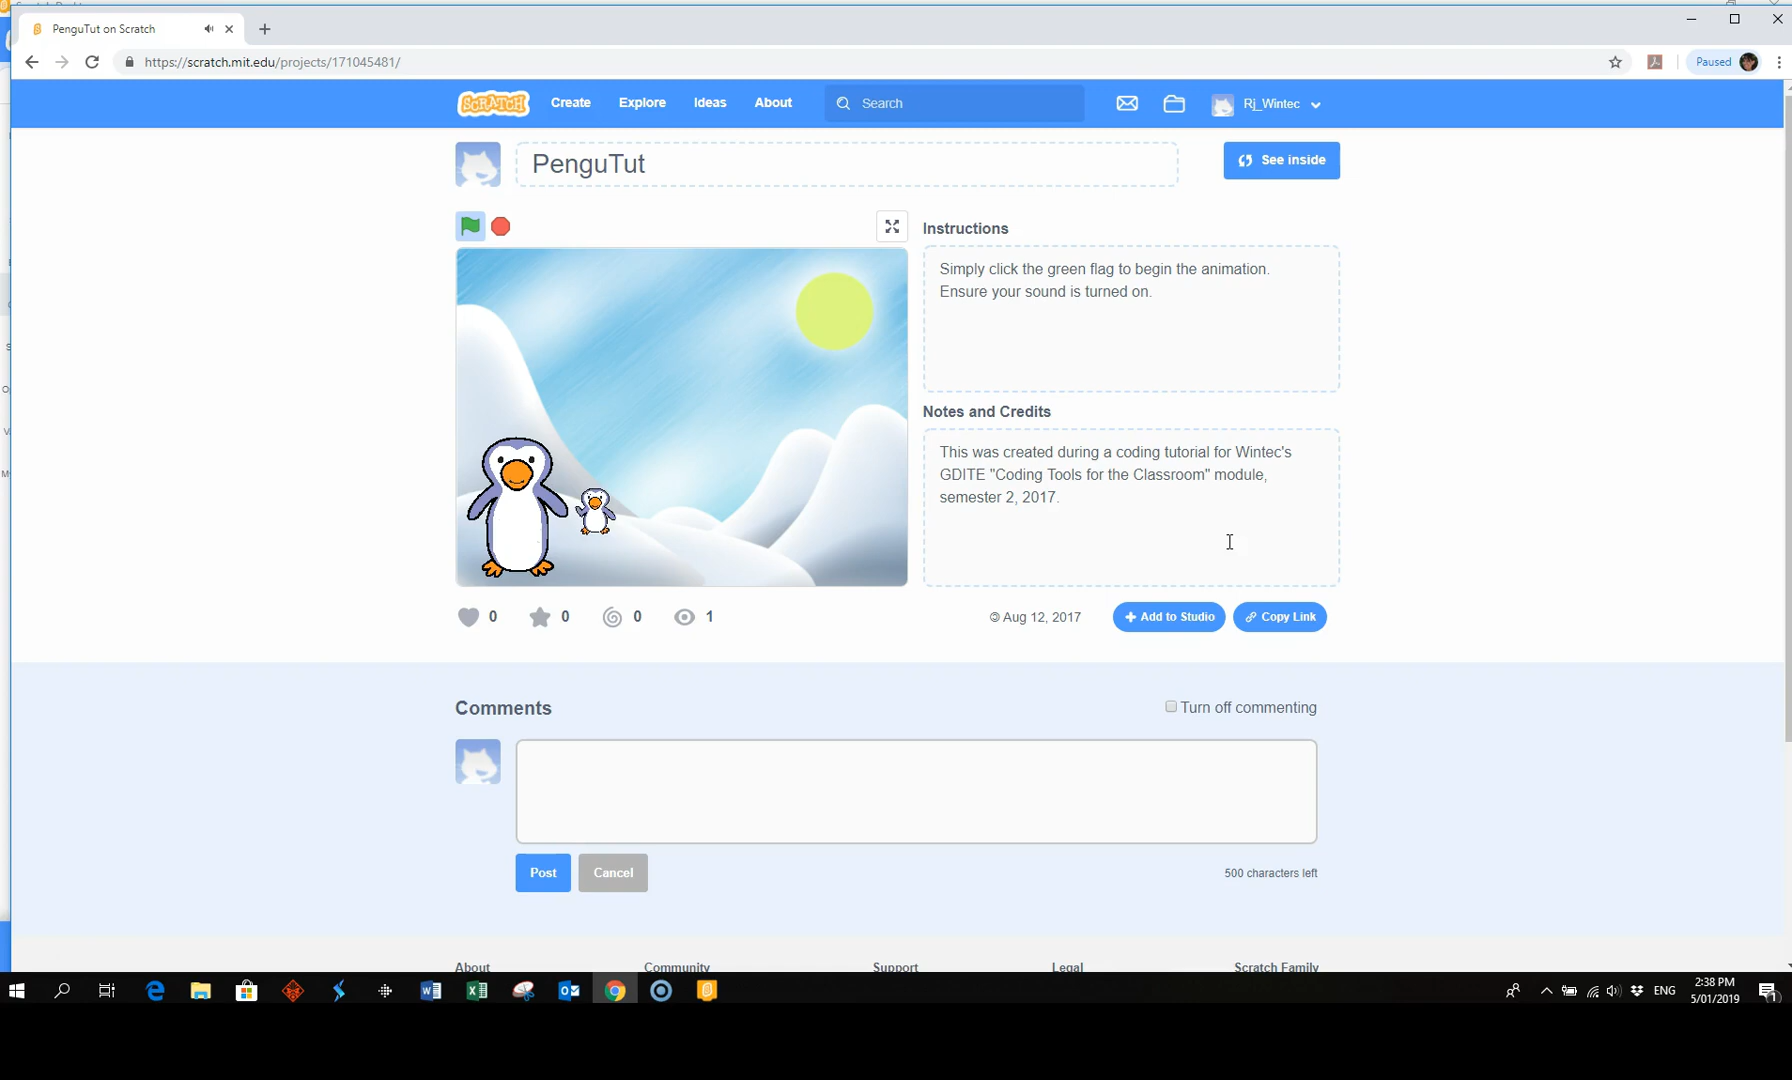 PenguTut on Scratch
https://scratch.mit.edu/projects/171045481/
Paused
SCRATCH
Create
Explore
Ideas
About
Search
Rj_Wintec
PenguTut
See inside
Instructions
Simply click the green flag to begin the animation.
Ensure your sound is turned on.
Notes and Credits
This was created during a coding tutorial for Wintec's
GDITE "Coding Tools for the Classroom" module,
semester 2, 2017.
0
0
0
1
© Aug 12, 2017
Add to Studio
Copy Link
Comments
Turn off commenting
Post
Cancel
500 characters left
About
Community
Support
Legal
Scratch Family
ENG
2:38 PM
5/01/2019